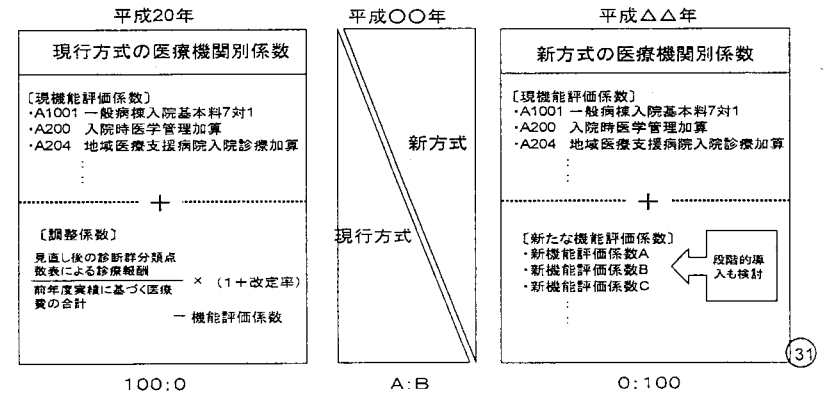 平成20年
現行方式の医療機関別係数
〔現機能評価係数〕
・A1001 一般病棟入院基本料7対1
・A200 入院時医学管理加算
・A204 地域医療支援病院入院診療加算
:
:
+
〔調整係数〕
見直し後の診断群分類点
数表による診療報酬
前年度実績に基づく医療
費の合計
× (1+改定率)
ー 機能評価係数
100:0
平成〇〇年
新方式
現行方式
A:B
平成△△年
新方式の医療機関別係数
〔現機能評価係数〕
・A1001 一般病棟入院基本料7対1
・A200 入院時医学管理加算
・A204 地域医療支援病院入院診療加算
:
:
+
〔新たな機能評価係数〕
・新機能評価係数A
・新機能評価係数B
・新機能評価係数C
:
段階的導
入も検討
0:100
31